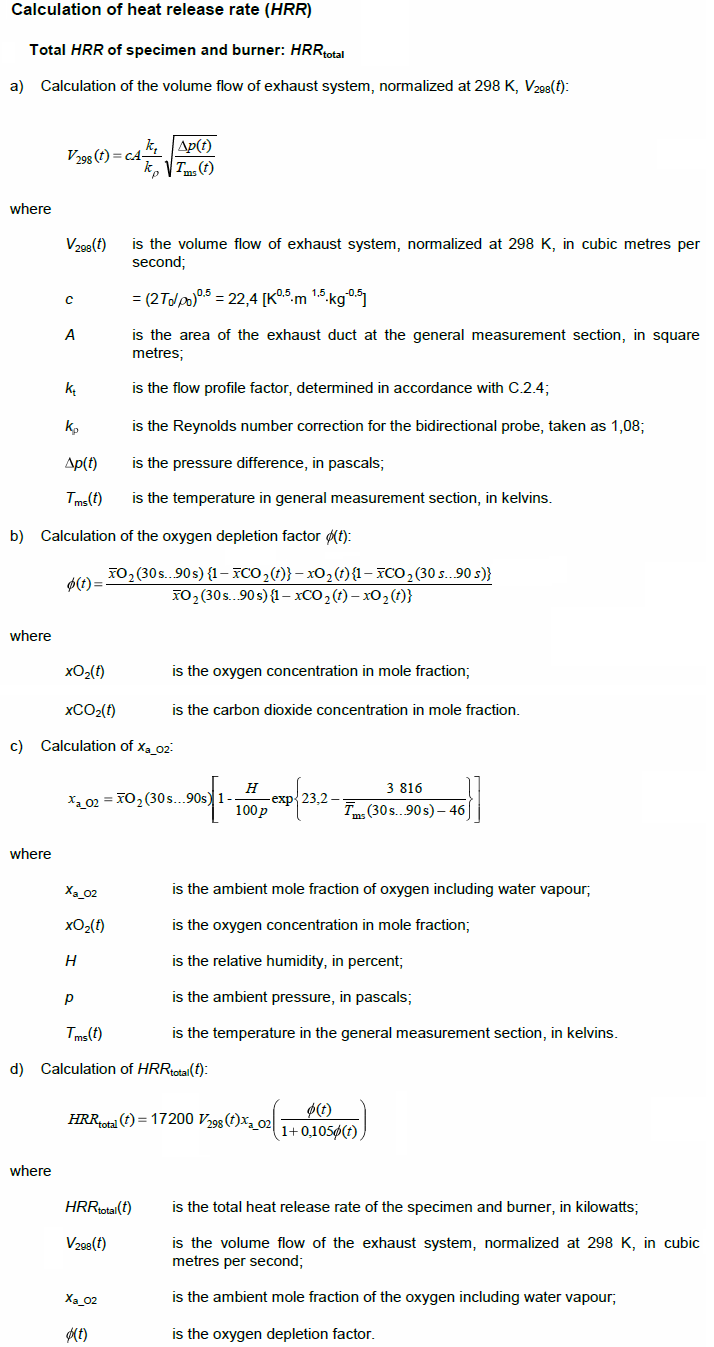 Calculation of heat release rate (HRR)
Total HRR of specimen and burner: HRRtotal
a) Calculation of the volume flow of exhaust system, normalized at 298 K, V298(t):
V298(t) = cA kt/kρ √(Δp(t)/Tms(t))
where
V298(t) is the volume flow of exhaust system, normalized at 298 K, in cubic metres per
second;
c = (2T0/ρ0)^0,5 = 22,4 [K^0,5·m^1,5·kg^-0,5]
A is the area of the exhaust duct at the general measurement section, in square
metres;
kt is the flow profile factor, determined in accordance with C.2.4;
kρ is the Reynolds number correction for the bidirectional probe, taken as 1,08;
Δp(t) is the pressure difference, in pascals;
Tms(t) is the temperature in general measurement section, in kelvins.
b) Calculation of the oxygen depletion factor ϕ(t):
ϕ(t) = x̅O2(30s...90s){1 − x̅CO2(t)} − xO2(t){1 − x̅CO2(30s...90s)} / x̅O2(30s...90s){1 − xCO2(t) − xO2(t)}
where
xO2(t) is the oxygen concentration in mole fraction;
xCO2(t) is the carbon dioxide concentration in mole fraction.
c) Calculation of xa_O2:
xa_O2 = x̅O2(30s...90s)[1 - H/100p exp{23,2 − 3 816/(T̅ms(30s...90s) − 46)}]
where
xa_O2 is the ambient mole fraction of oxygen including water vapour;
xO2(t) is the oxygen concentration in mole fraction;
H is the relative humidity, in percent;
p is the ambient pressure, in pascals;
Tms(t) is the temperature in the general measurement section, in kelvins.
d) Calculation of HRRtotal(t):
HRRtotal(t) = 17200 V298(t)xa_O2(ϕ(t)/(1 + 0,105ϕ(t)))
where
HRRtotal(t) is the total heat release rate of the specimen and burner, in kilowatts;
V298(t) is the volume flow of the exhaust system, normalized at 298 K, in cubic
metres per second;
xa_O2 is the ambient mole fraction of the oxygen including water vapour;
ϕ(t) is the oxygen depletion factor.